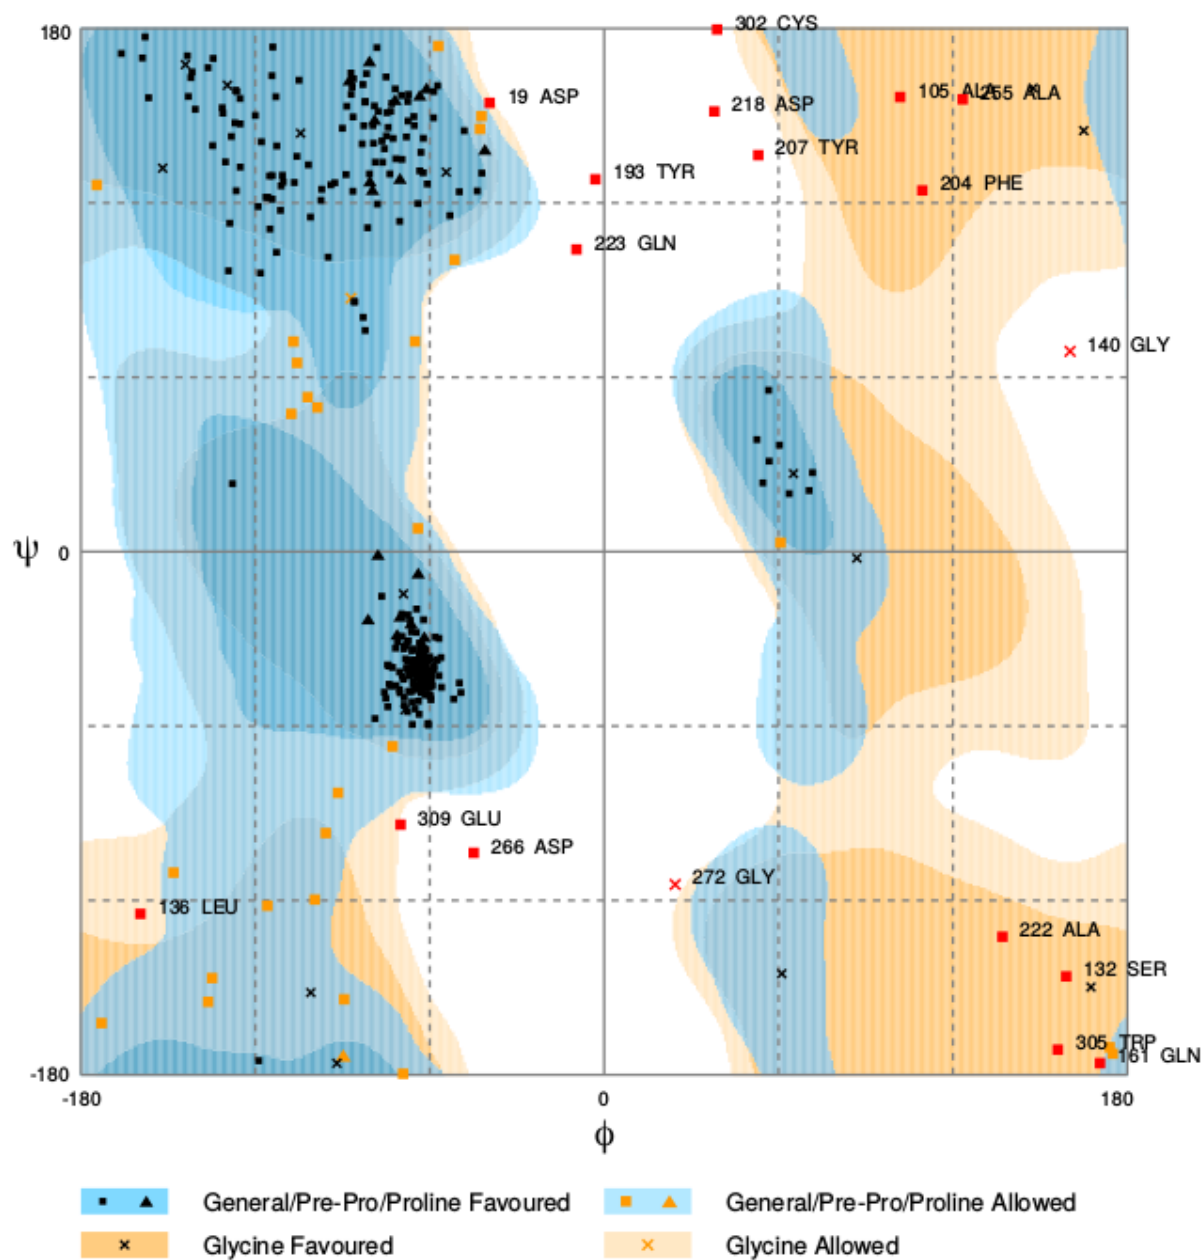 180
302 CYS
19 ASP
105 ALA
255 ALA
218 ASP
207 TYR
193 TYR
204 PHE
223 GLN
140 GLY
ψ
0
309 GLU
266 ASP
272 GLY
136 LEU
222 ALA
132 SER
305 TRP
161 GLN
-180
-180
0
180
ϕ
General/Pre-Pro/Proline Favoured
General/Pre-Pro/Proline Allowed
Glycine Favoured
Glycine Allowed